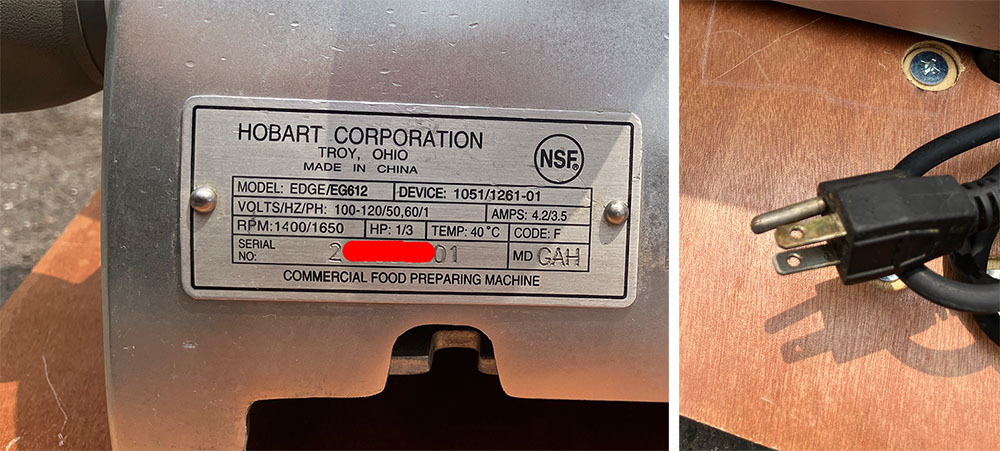 HOBART CORPORATION
TROY, OHIO
MADE IN CHINA
NSF®
MODEL: EDGE/EG612 DEVICE: 1051/1261-01
VOLTS/HZ/PH: 100-120/50,60/1 AMPS: 4.2/3.5
RPM:1400/1650 HP: 1/3 TEMP: 40°C CODE: F
SERIAL NO: 2 01 MD GAH
COMMERCIAL FOOD PREPARING MACHINE